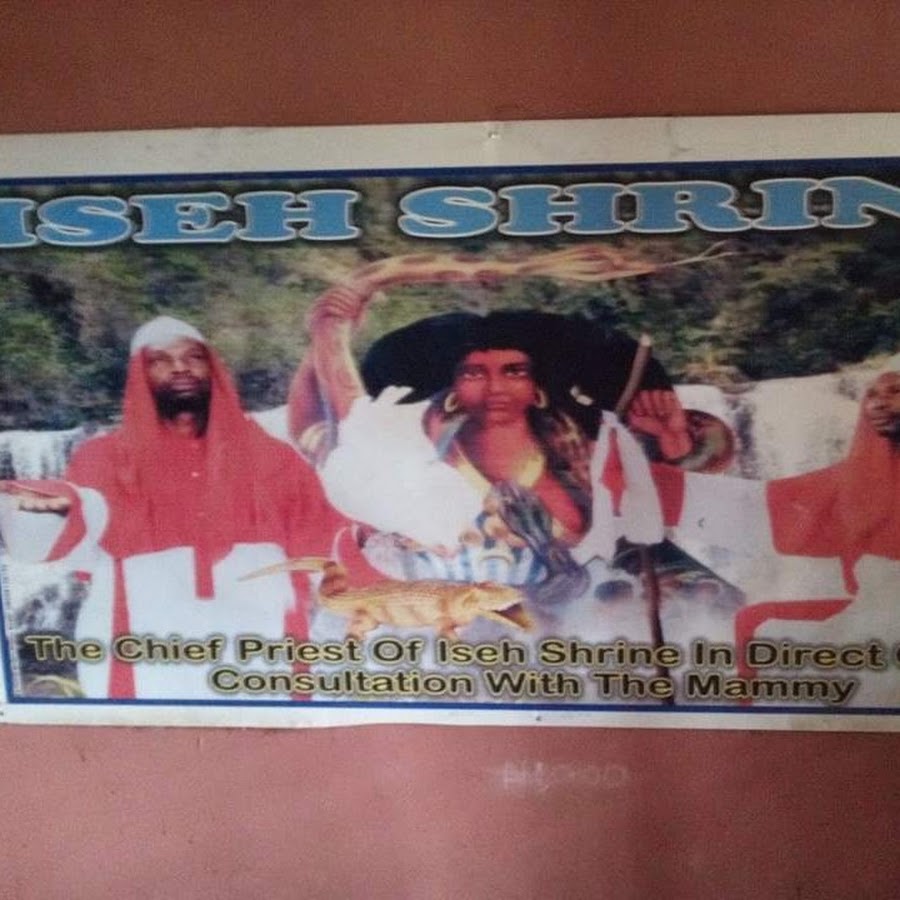 ISEH SHRIN
The Chief Priest Of Iseh Shrine In Direct
Consultation With The Mammy